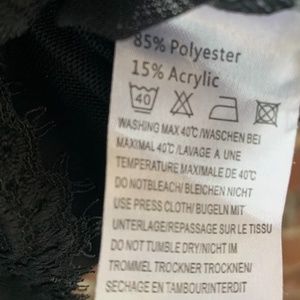 85% Polyester
15% Acrylic
40
WASHING MAX 40℃/WASCHEN BEI
MAXIMAL 40℃/LAVAGE A UNE
TEMPERATURE MAXIMALE DE 40℃
DO NOTBLEACH/ BLEICHEN NICHT
USE PRESS CLOTH/ BUGELN MIT
UNTERLAGE/REPASSAGE SUR LE TISSU
DO NOT TUMBLE DRY/NICHT IM
TROMMEL TROCKNER TROCKNEN/
SECHAGE EN TAMBOURINTERDIT